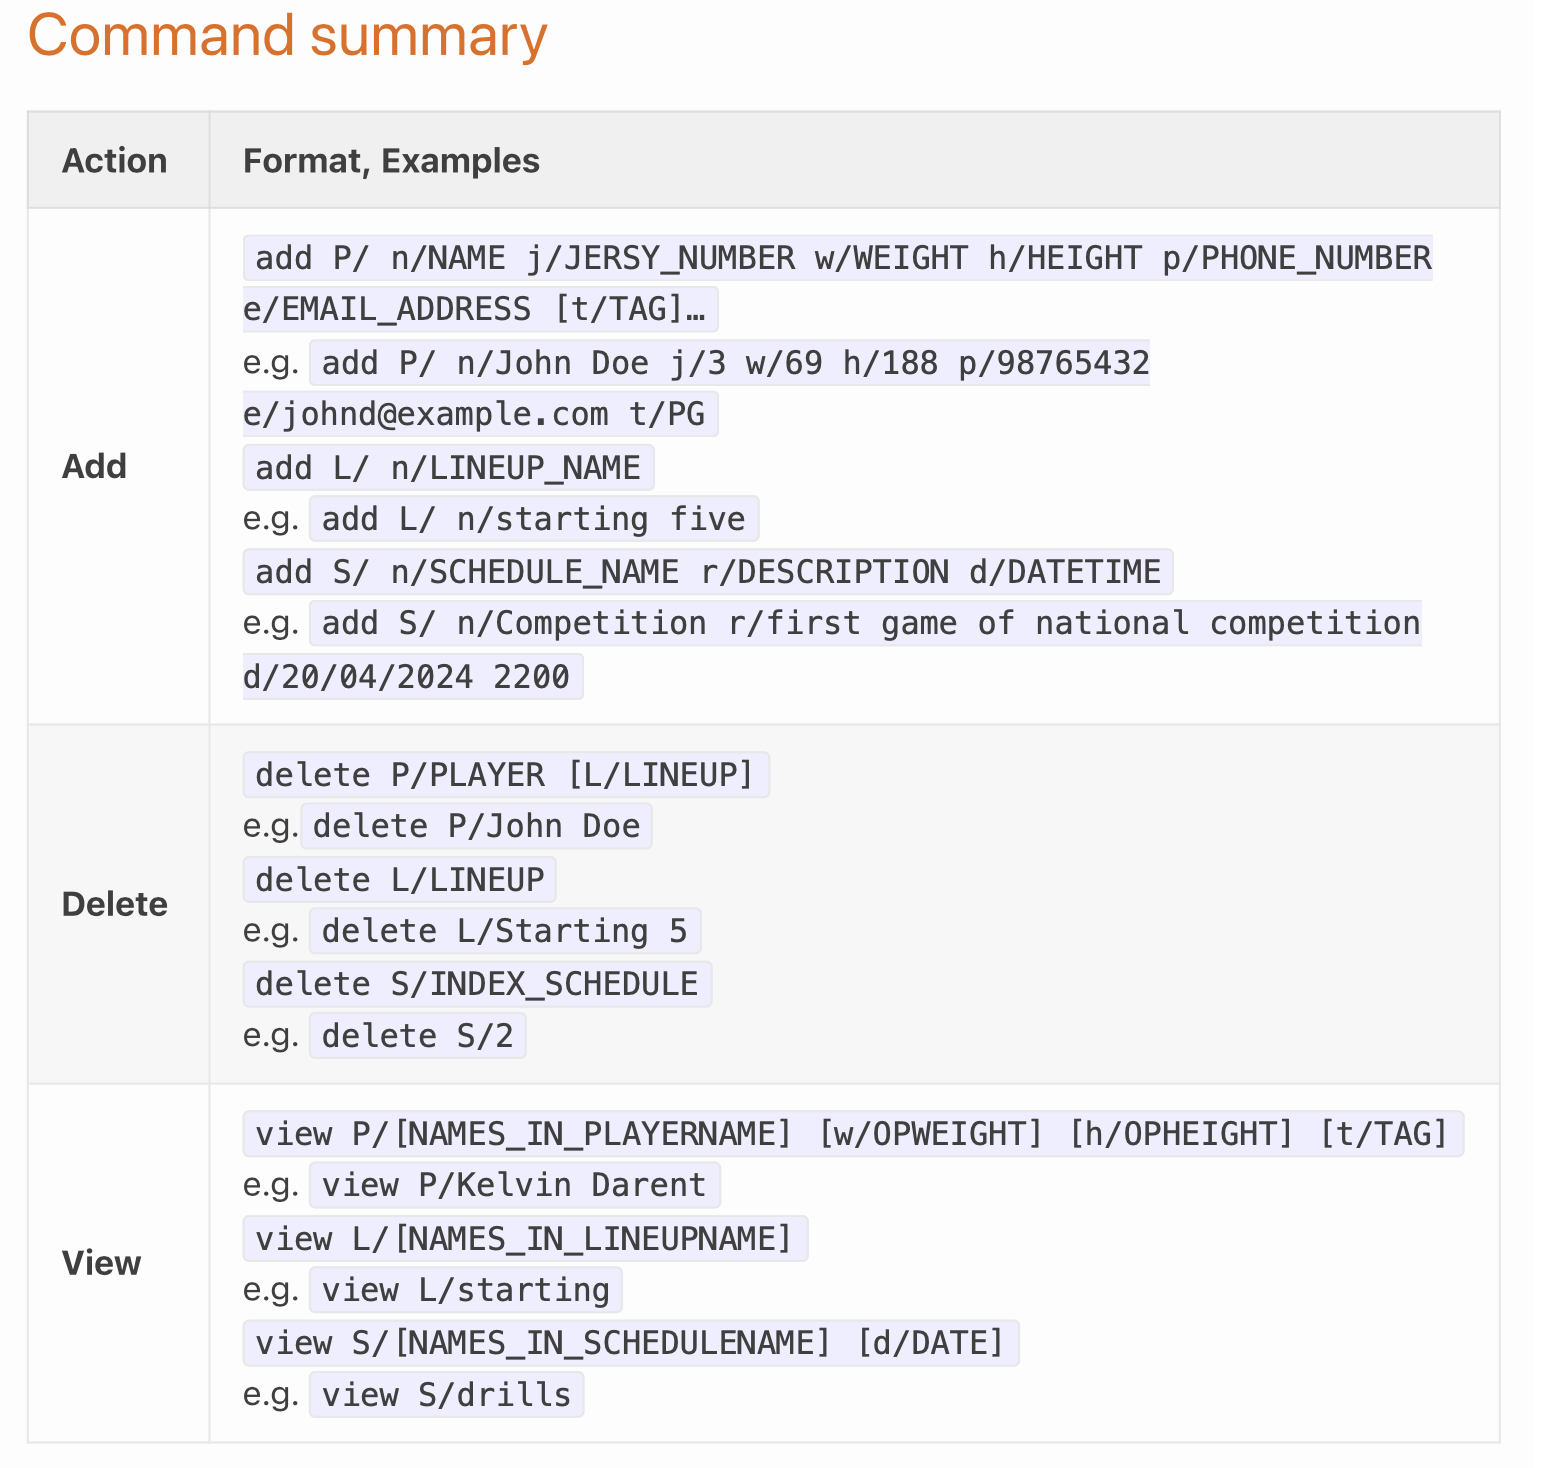 Command summary
Action Format, Examples
Add
add P/ n/NAME j/JERSY_NUMBER w/WEIGHT h/HEIGHT p/PHONE_NUMBER
e/EMAIL_ADDRESS [t/TAG]…
e.g. add P/ n/John Doe j/3 w/69 h/188 p/98765432
e/johnd@example.com t/PG
add L/ n/LINEUP_NAME
e.g. add L/ n/starting five
add S/ n/SCHEDULE_NAME r/DESCRIPTION d/DATETIME
e.g. add S/ n/Competition r/first game of national competition
d/20/04/2024 2200
Delete
delete P/PLAYER [L/LINEUP]
e.g. delete P/John Doe
delete L/LINEUP
e.g. delete L/Starting 5
delete S/INDEX_SCHEDULE
e.g. delete S/2
View
view P/[NAMES_IN_PLAYERNAME] [w/OPWEIGHT] [h/OPHEIGHT] [t/TAG]
e.g. view P/Kelvin Darent
view L/[NAMES_IN_LINEUPNAME]
e.g. view L/starting
view S/[NAMES_IN_SCHEDULENAME] [d/DATE]
e.g. view S/drills